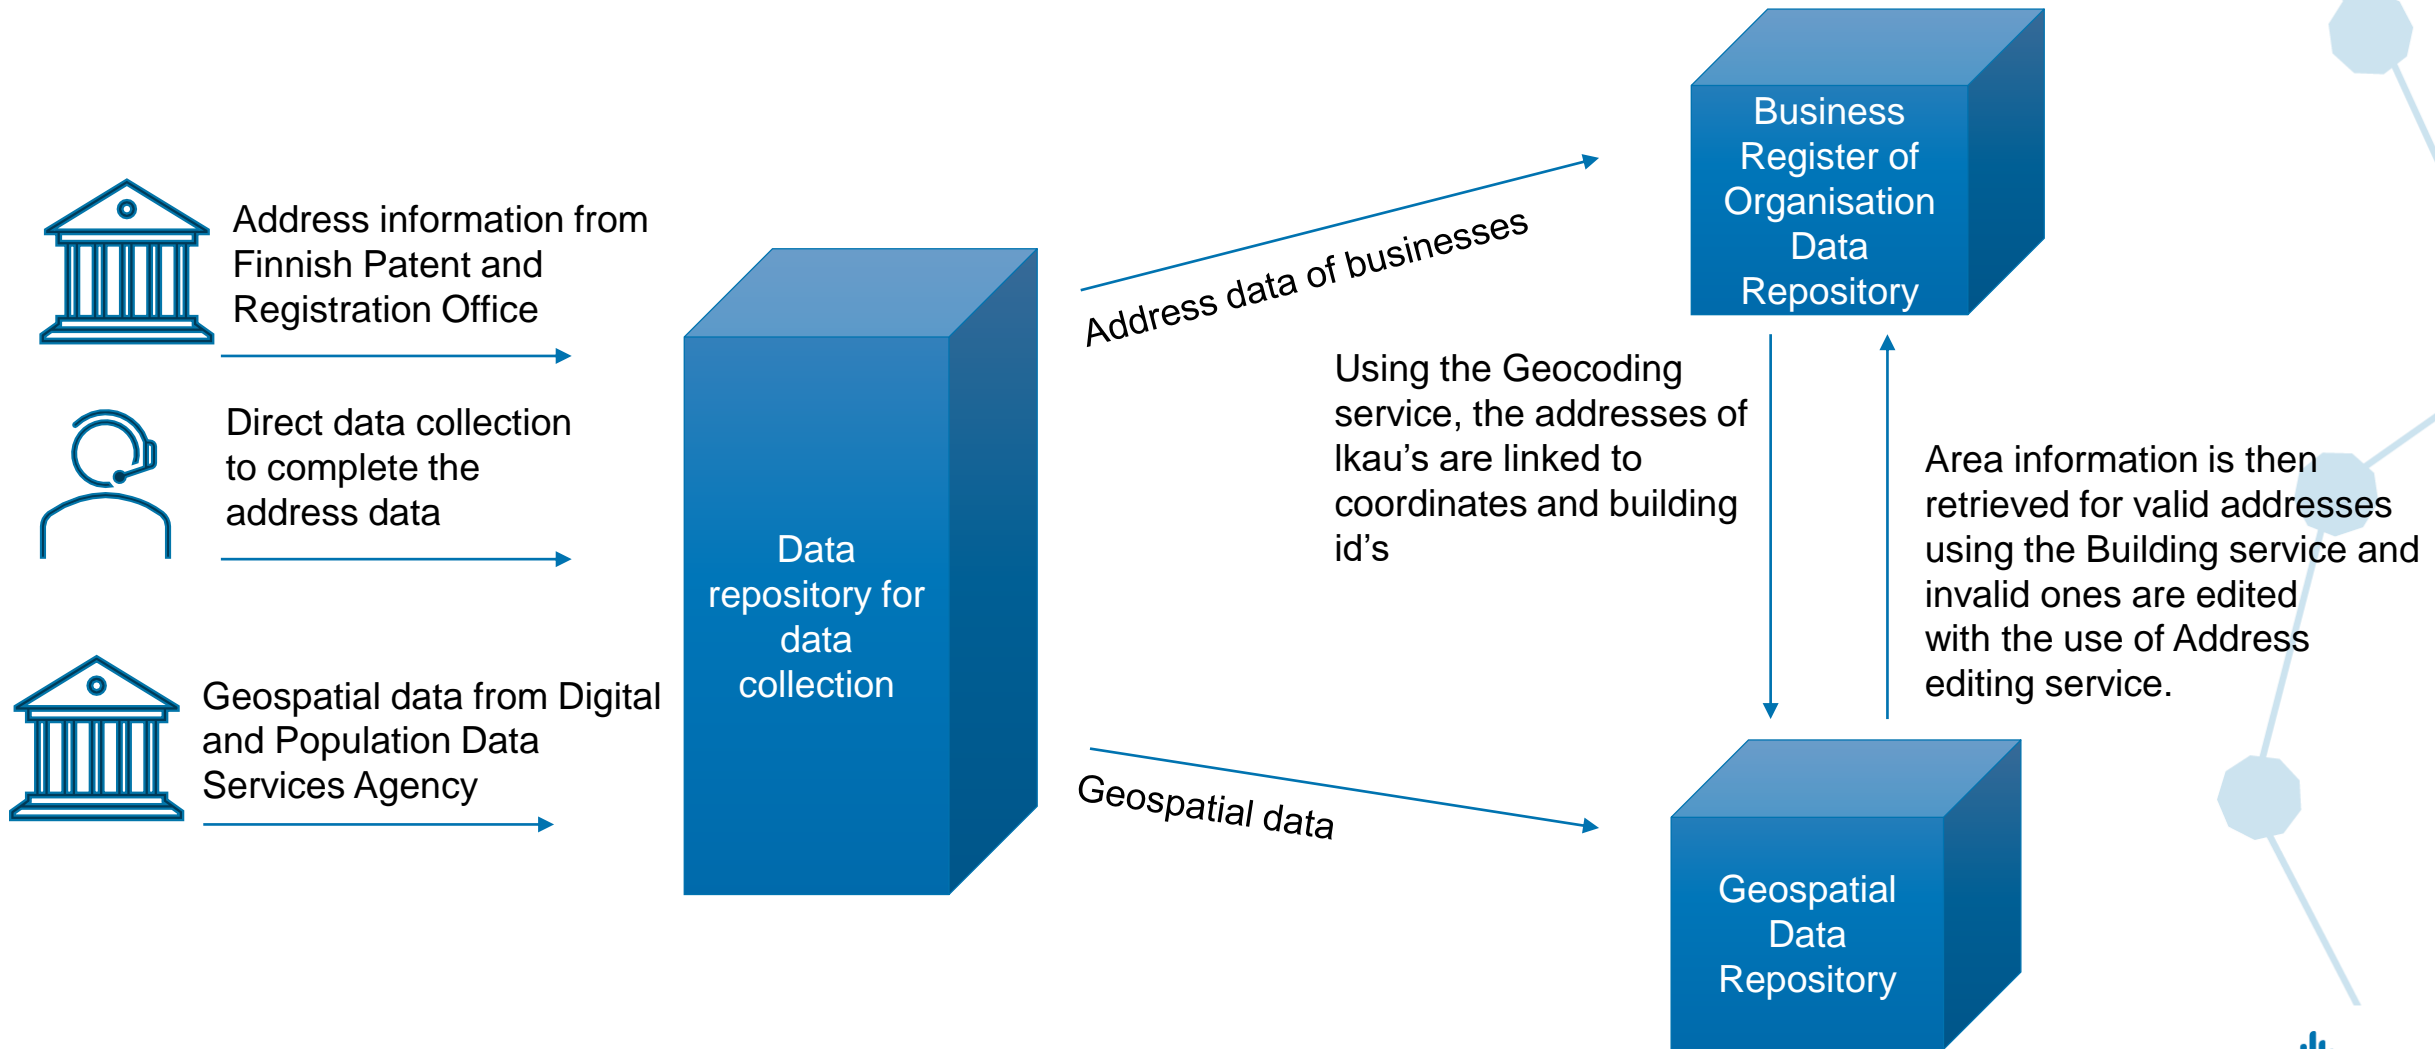 Address information from
Finnish Patent and
Registration Office
Direct data collection
to complete the
address data
Geospatial data from Digital
and Population Data
Services Agency
Data
repository for
data
collection
Address data of businesses
Geospatial data
Business
Register of
Organisation
Data
Repository
Using the Geocoding
service, the addresses of
lkau's are linked to
coordinates and building
id's
Area information is then
retrieved for valid addresses
using the Building service and
invalid ones are edited
with the use of Address
editing service.
Geospatial
Data
Repository